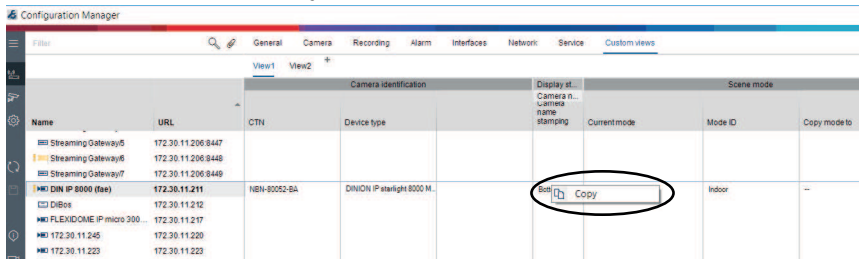 Configuration Manager
Filter General Camera Recording Alarm Interfaces Network Service Custom views
View1 View2 +
Camera identification Display st... Scene mode
Camera n...
Name URL CTN Device type Camera name stamping Current mode Mode ID Copy mode to
Streaming Gateway/5 172.30.11.206:8447
Streaming Gateway/6 172.30.11.206:8448
Streaming Gateway/7 172.30.11.206:8449
DIN IP 8000 (fae) 172.30.11.211 NBN-80052-BA DINION IP starlight 8000 M... Bott Copy Indoor --
DiBos 172.30.11.212
FLEXIDOME IP micro 300... 172.30.11.217
172.30.11.245 172.30.11.220
172.30.11.223 172.30.11.223